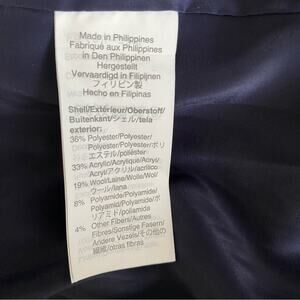 Made in Philippines
Fabriqué aux Philippines
in Den Philippinen
Hergestellt
Vervaardigd in Filipijnen
フィリピン製
Hecho en Filipinas
Shell/Extérieur/Oberstoff/
Buitenkant/シェル/tela
exterior:
36% Polyester/Polyester/
Polyester/Polyester/ポリ
エステル/poliéster
33% Acrylic/Acrylique/Acryl/
Acryl/アクリル/acrílico
19% Wool/Laine/Wolle/Wol/
ウール/lana
8% Polyamide/Polyamide/
Polyamid/Polyamide/ポリ
アミド/poliamida
4% Other Fibers/Autres
Fibres/Sonstige Fasern/
Andere Vezels/その他の
繊維/otras fibras